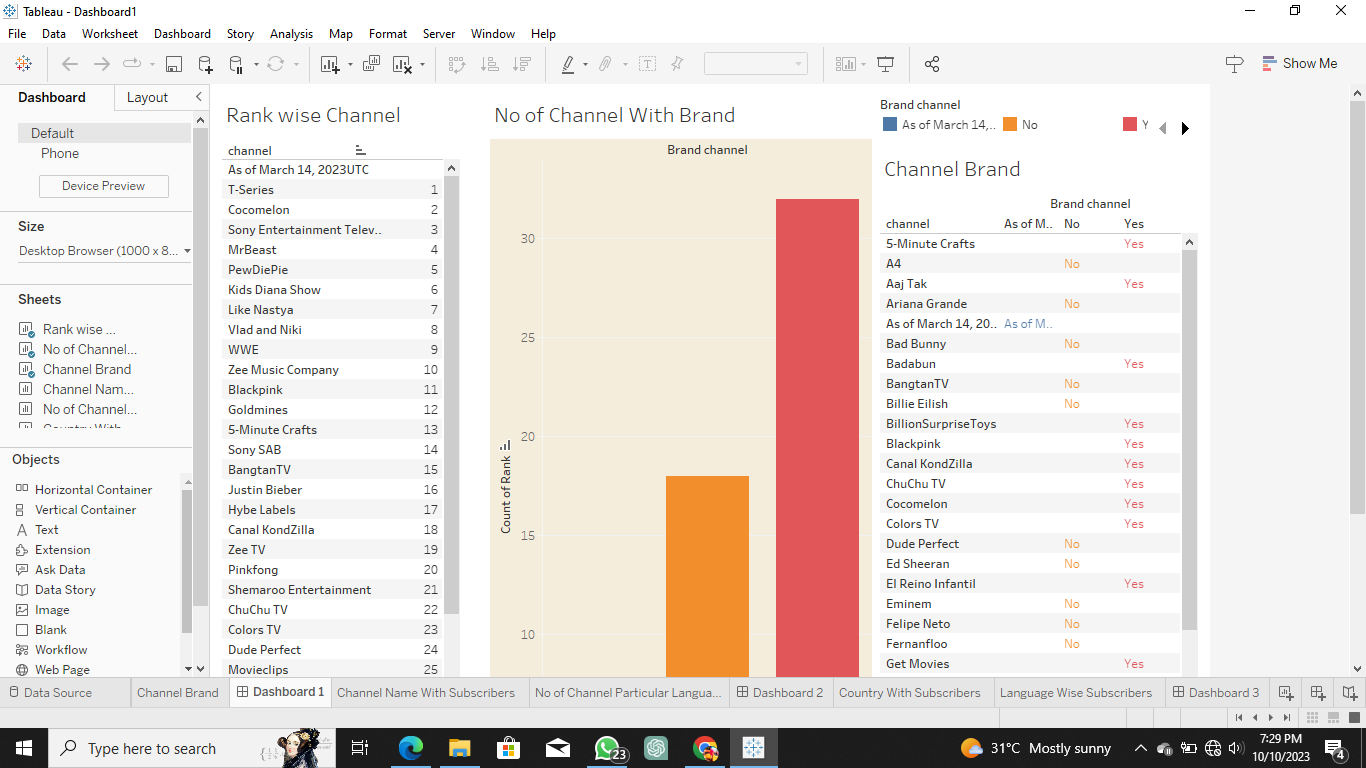 Tableau - Dashboard1
File Data Worksheet Dashboard Story Analysis Map Format Server Window Help
Show Me
Dashboard Layout
Default
Phone
Device Preview
Size
Desktop Browser (1000 x 8...
Sheets
Rank wise ...
No of Channel...
Channel Brand
Channel Nam...
No of Channel...
Country With
Objects
Horizontal Container
Vertical Container
Text
Extension
Ask Data
Data Story
Image
Blank
Workflow
Web Page
Rank wise Channel
channel
As of March 14, 2023UTC
T-Series 1
Cocomelon 2
Sony Entertainment Telev.. 3
MrBeast 4
PewDiePie 5
Kids Diana Show 6
Like Nastya 7
Vlad and Niki 8
WWE 9
Zee Music Company 10
Blackpink 11
Goldmines 12
5-Minute Crafts 13
Sony SAB 14
BangtanTV 15
Justin Bieber 16
Hybe Labels 17
Canal KondZilla 18
Zee TV 19
Pinkfong 20
Shemaroo Entertainment 21
ChuChu TV 22
Colors TV 23
Dude Perfect 24
Movieclips 25
No of Channel With Brand
Brand channel
30
25
20
15
10
Count of Rank
Brand channel
As of March 14,.. No Y
Channel Brand
Brand channel
channel As of M.. No Yes
5-Minute Crafts Yes
A4 No
Aaj Tak Yes
Ariana Grande No
As of March 14, 20.. As of M..
Bad Bunny No
Badabun Yes
BangtanTV No
Billie Eilish No
BillionSurpriseToys Yes
Blackpink Yes
Canal KondZilla Yes
ChuChu TV Yes
Cocomelon Yes
Colors TV Yes
Dude Perfect No
Ed Sheeran No
El Reino Infantil Yes
Eminem No
Felipe Neto No
Fernanfloo No
Get Movies Yes
Data Source Channel Brand Dashboard 1 Channel Name With Subscribers No of Channel Particular Langua... Dashboard 2 Country With Subscribers Language Wise Subscribers Dashboard 3
Type here to search
23
31°C Mostly sunny
7:29 PM
10/10/2023
4